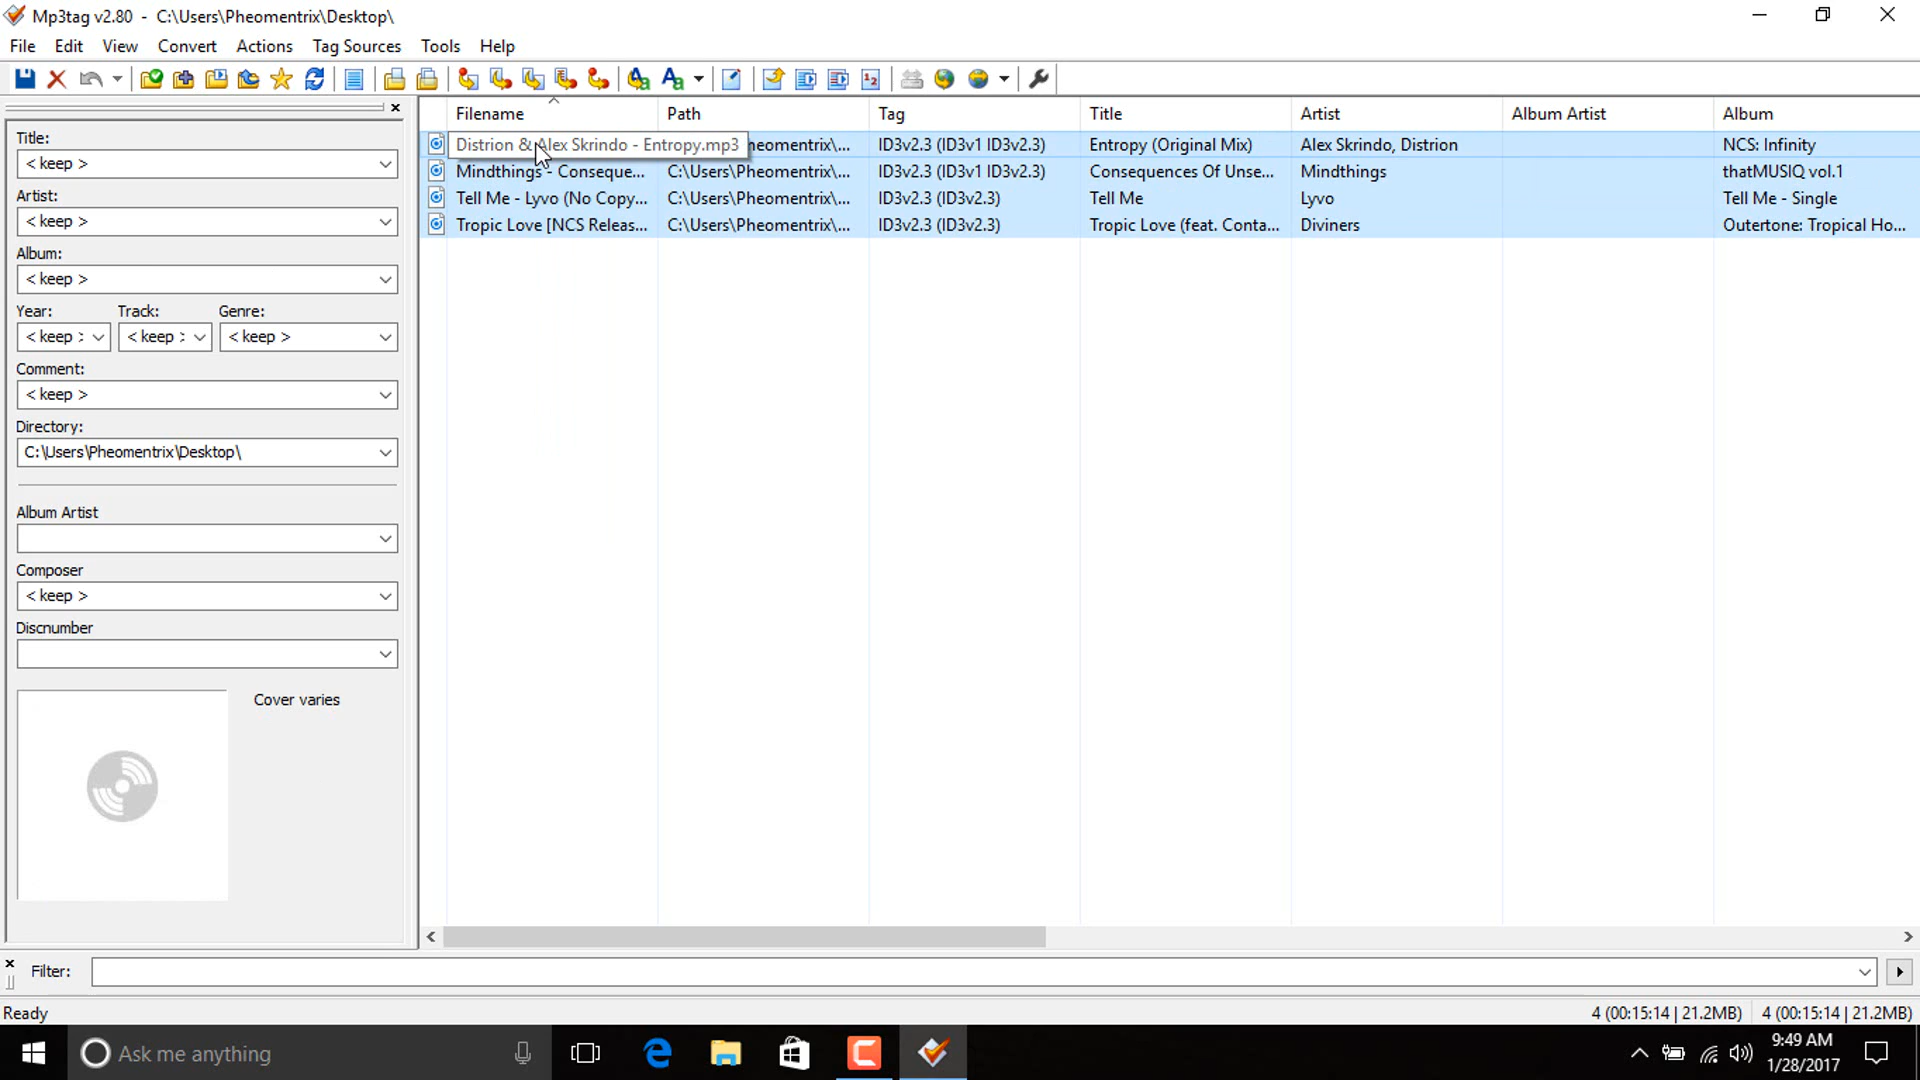 Mp3tag v2.80 - C:\Users\Pheomentrix\Desktop\
File Edit View Convert Actions Tag Sources Tools Help
Title:
< keep >
Artist:
< keep >
Album:
< keep >
Year: Track: Genre:
< keep : < keep : < keep >
Comment:
< keep >
Directory:
C:\Users\Pheomentrix\Desktop\
Album Artist
Composer
< keep >
Discnumber
Cover varies
Filename Path Tag Title Artist Album Artist Album
Distrion & Alex Skrindo - Entropy.mp3 heomentrix\... ID3v2.3 (ID3v1 ID3v2.3) Entropy (Original Mix) Alex Skrindo, Distrion NCS: Infinity
Mindthings - Conseque... C:\Users\Pheomentrix\... ID3v2.3 (ID3v1 ID3v2.3) Consequences Of Unse... Mindthings thatMUSIQ vol.1
Tell Me - Lyvo (No Copy... C:\Users\Pheomentrix\... ID3v2.3 (ID3v2.3) Tell Me Lyvo Tell Me - Single
Tropic Love [NCS Releas... C:\Users\Pheomentrix\... ID3v2.3 (ID3v2.3) Tropic Love (feat. Conta... Diviners Outertone: Tropical Ho...
Filter:
Ready 4 (00:15:14 | 21.2MB) 4 (00:15:14 | 21.2MB)
Ask me anything
9:49 AM
1/28/2017